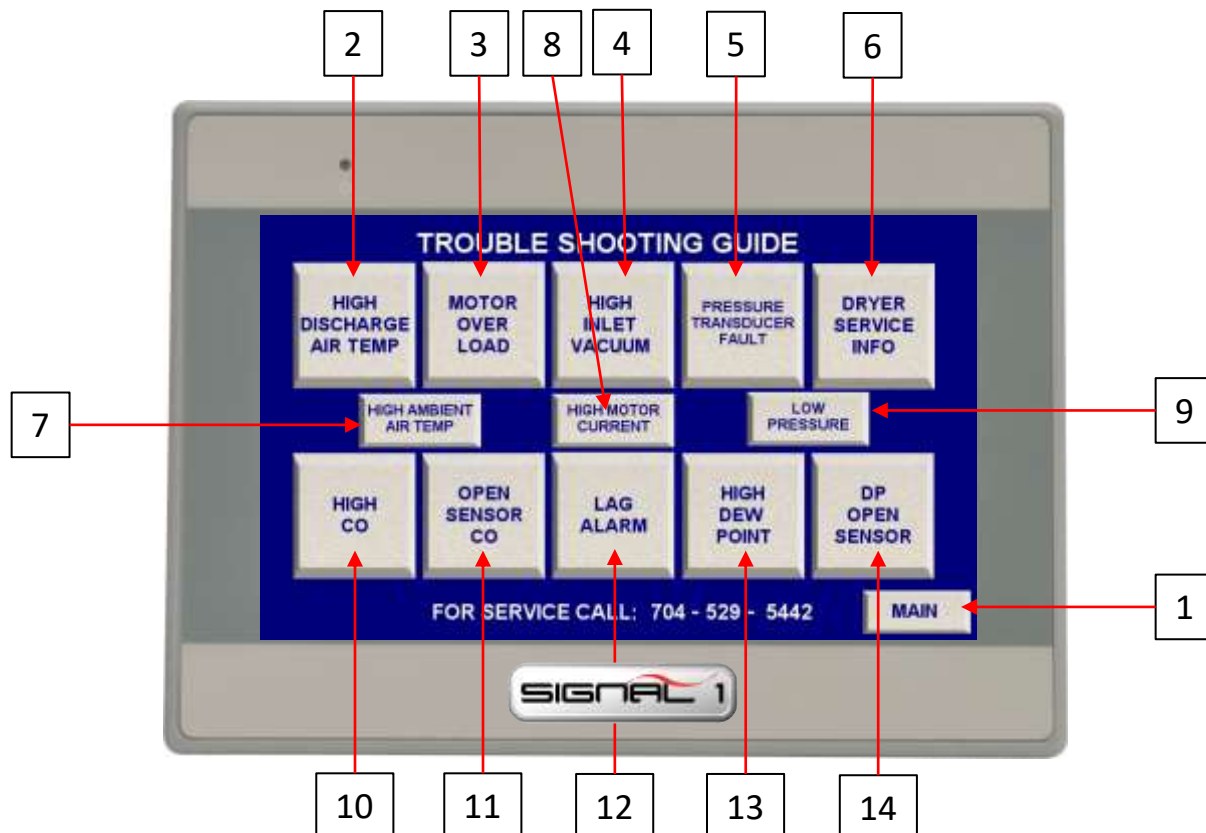 2
3
8
4
5
6
TROUBLE SHOOTING GUIDE
HIGH
DISCHARGE
AIR TEMP
MOTOR
OVER
LOAD
HIGH
INLET
VACUUM
PRESSURE
TRANSDUCER
FAULT
DRYER
SERVICE
INFO
7
HIGH AMBIENT
AIR TEMP
HIGH MOTOR
CURRENT
LOW
PRESSURE
9
HIGH
CO
OPEN
SENSOR
CO
LAG
ALARM
HIGH
DEW
POINT
DP
OPEN
SENSOR
FOR SERVICE CALL: 704 - 529 - 5442
MAIN
1
SIGNAL 1
10
11
12
13
14